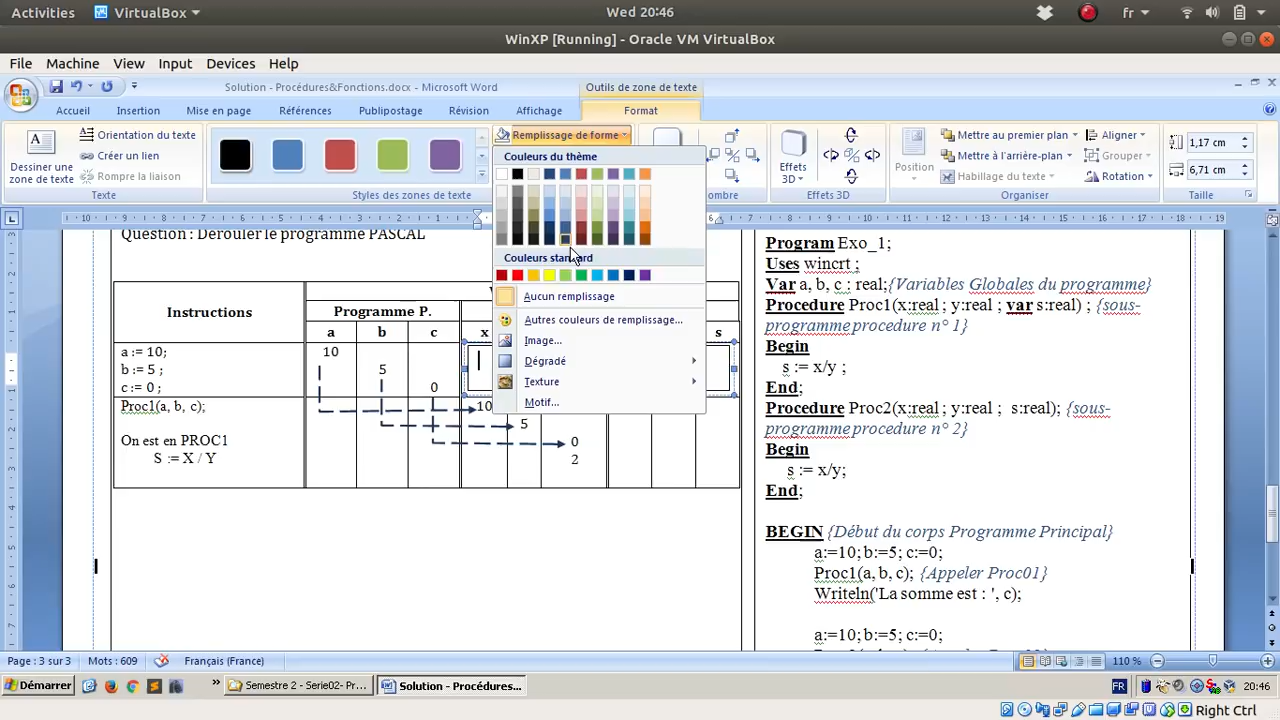 Activities VirtualBox Wed 20:46 fr
WinXP [Running] - Oracle VM VirtualBox
File Machine View Input Devices Help
Solution - Procédures&Fonctions.docx - Microsoft Word Outils de zone de texte
Accueil Insertion Mise en page Références Publipostage Révision Affichage Format
Dessiner une zone de texte
Orientation du texte
Créer un lien
Texte
Styles des zones de texte
Remplissage de forme
Couleurs du thème
Couleurs standard
Aucun remplissage
Autres couleurs de remplissage...
Image...
Dégradé
Texture
Motif...
ombre
Effets 3D
Effets 3D
Position
Mettre au premier plan
Mettre à l'arrière-plan
Habillage du texte
Aligner
Grouper
Rotation
Organiser
1,17 cm
6,71 cm
Taille
Question : Dérouler le programme PASCAL
Instructions Programme P.
a b c x s
a := 10; 10
b := 5 ; 5
c := 0 ; 0
Proc1(a, b, c); 10
5
On est en PROC1 0
S := X / Y 2
Program Exo_1;
Uses wincrt ;
Var a, b, c : real;{Variables Globales du programme}
Procedure Proc1(x:real ; y:real ; var s:real) ; {sous-
programme procedure n° 1}
Begin
s := x/y ;
End;
Procedure Proc2(x:real ; y:real ; s:real); {sous-
programme procedure n° 2}
Begin
s := x/y;
End;
BEGIN {Début du corps Programme Principal}
a:=10; b:=5; c:=0;
Proc1(a, b, c); {Appeler Proc01}
Writeln('La somme est : ', c);
a:=10; b:=5; c:=0;
Page : 3 sur 3 Mots : 609 Français (France) 110 %
Démarrer Semestre 2 - Serie02- Pr... Solution - Procédures... FR 20:46
Right Ctrl